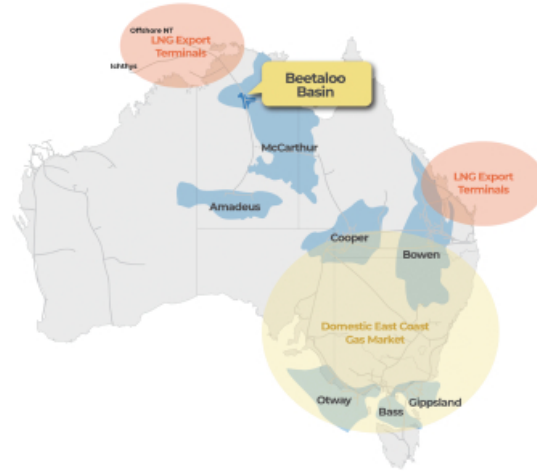 Offshore NT
LNG Export
Terminals
Ichthys
Beetaloo
Basin
McCarthur
LNG Export
Terminals
Amadeus
Cooper
Bowen
Domestic East Coast
Gas Market
Otway
Bass
Gippsland